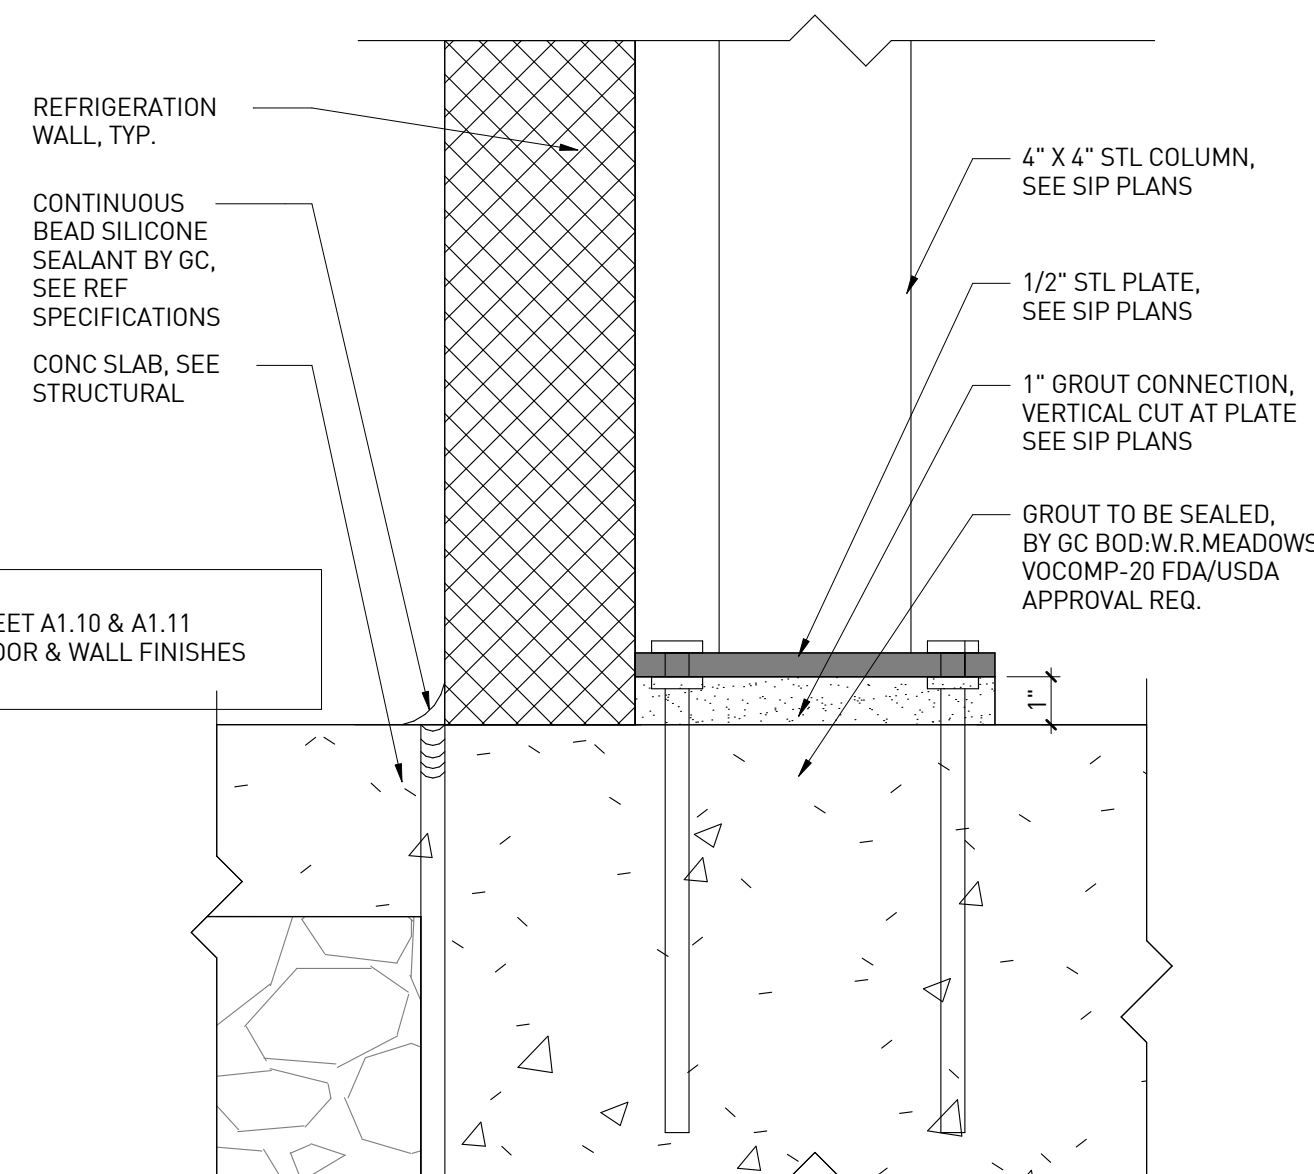 REFRIGERATION
WALL, TYP.
CONTINUOUS
BEAD SILICONE
SEALANT BY GC,
SEE REF
SPECIFICATIONS
CONC SLAB, SEE
STRUCTURAL
EET A1.10 & A1.11
OOR & WALL FINISHES
4" X 4" STL COLUMN,
SEE SIP PLANS
1/2" STL PLATE,
SEE SIP PLANS
1" GROUT CONNECTION,
VERTICAL CUT AT PLATE
SEE SIP PLANS
GROUT TO BE SEALED,
BY GC BOD:W.R.MEADOWS
VOCOMP-20 FDA/USDA
APPROVAL REQ.
1"